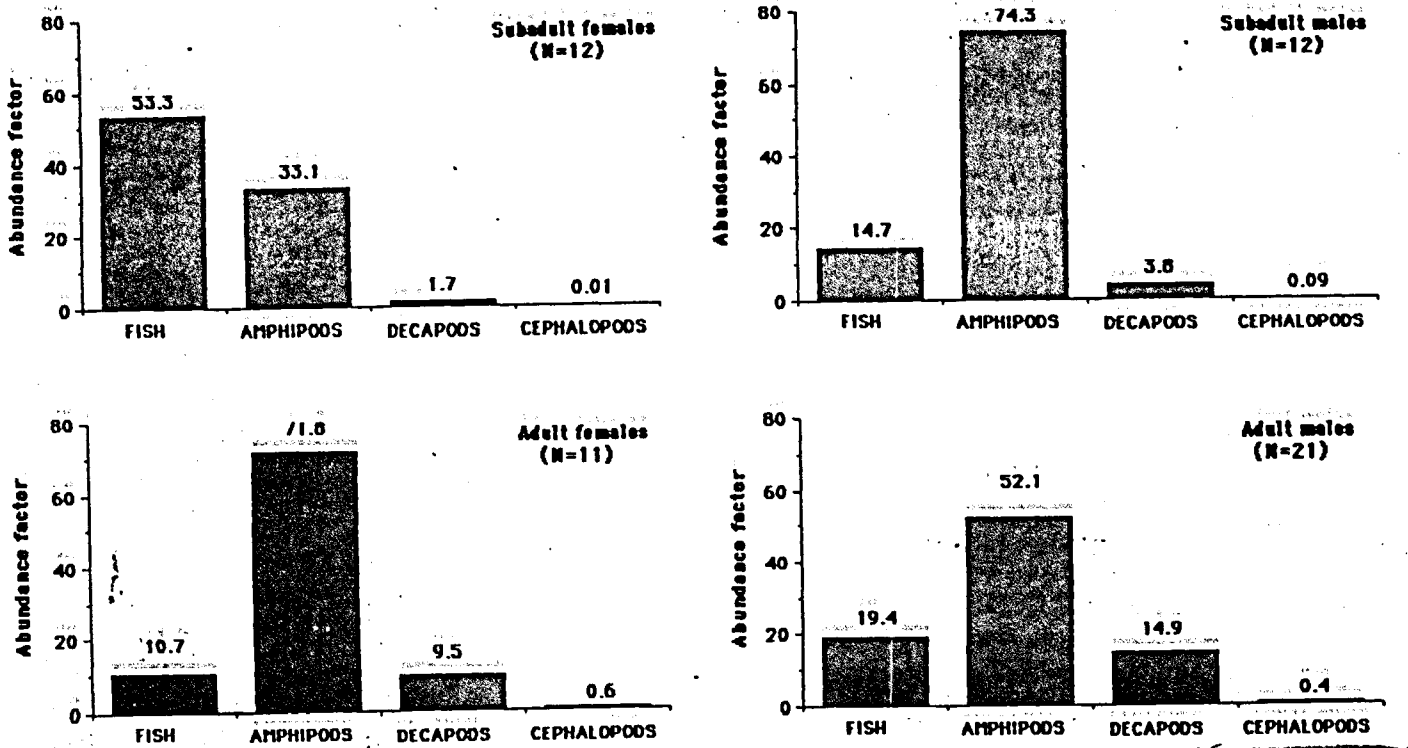 Subadult females
(N=12)
Abundance factor
80
60
40
20
0
53.3
33.1
1.7
0.01
FISH AMPHIPODS DECAPODS CEPHALOPODS
Subadult males
(N=12)
Abundance factor
80
60
40
20
0
14.7
74.3
3.8
0.09
FISH AMPHIPODS DECAPODS CEPHALOPODS
Adult females
(N=11)
Abundance factor
80
60
40
20
0
10.7
71.8
9.5
0.6
FISH AMPHIPODS DECAPODS CEPHALOPODS
Adult males
(N=21)
Abundance factor
80
60
40
20
0
19.4
52.1
14.9
0.4
FISH AMPHIPODS DECAPODS CEPHALOPODS